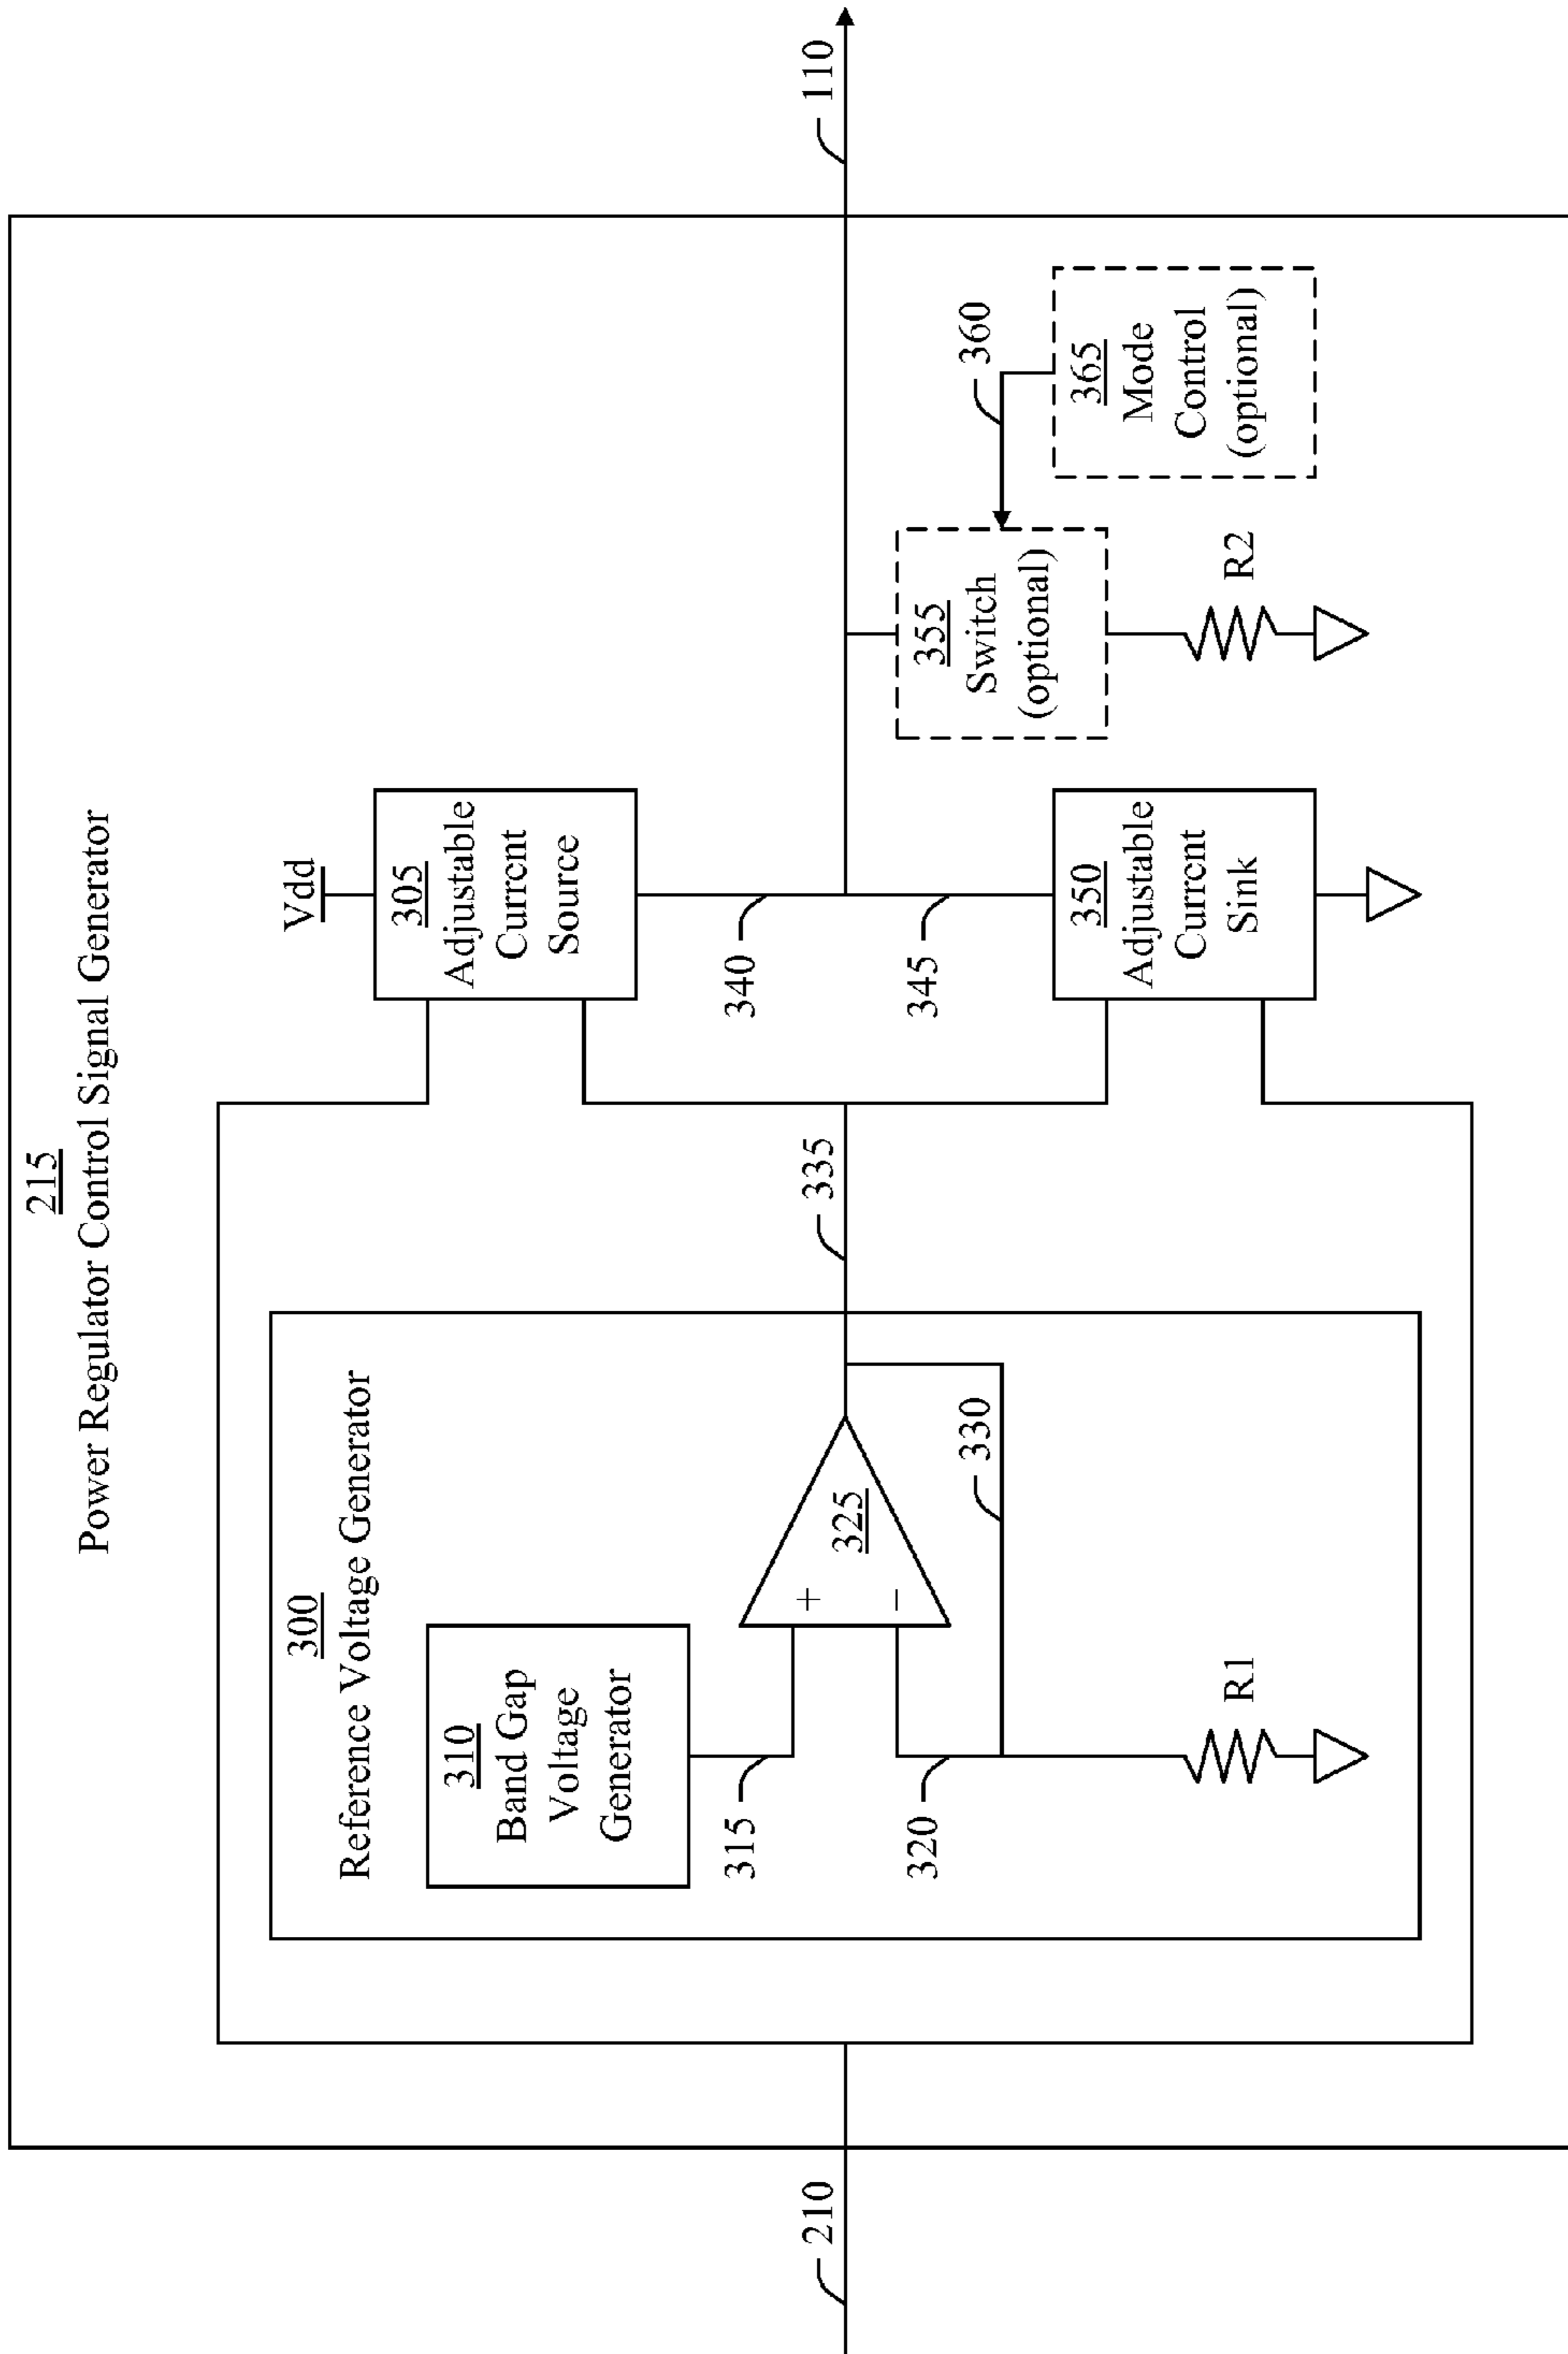 215
Power Regulator Control Signal Generator
300
Reference Voltage Generator
310
Band Gap
Voltage
Generator
315
320
+
−
325
330
R1
335
210
Vdd
305
Adjustable
Current
Source
340
345
350
Adjustable
Current
Sink
355
Switch
(optional)
R2
360
365
Mode
Control
(optional)
110